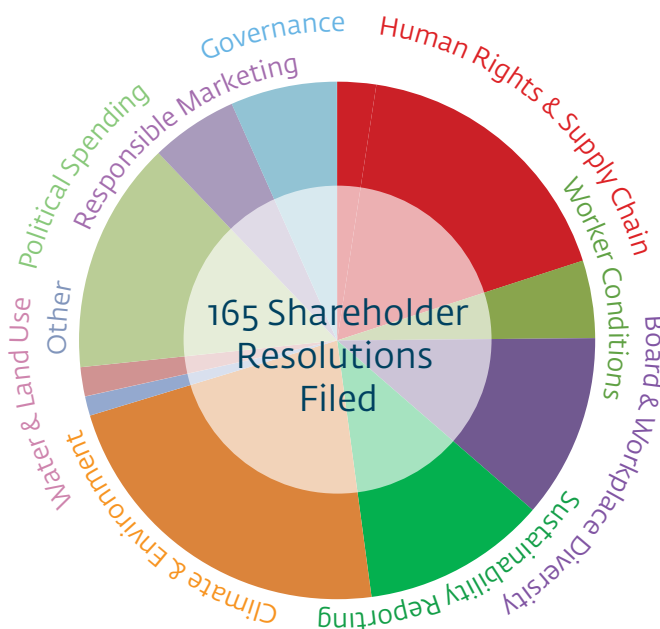 Governance
Human Rights & Supply Chain
Responsible Marketing
Political Spending
Worker Conditions
Other
Water & Land Use
165 Shareholder
Resolutions
Filed
Board & Workplace Diversity
Climate & Environment
Sustainability Reporting